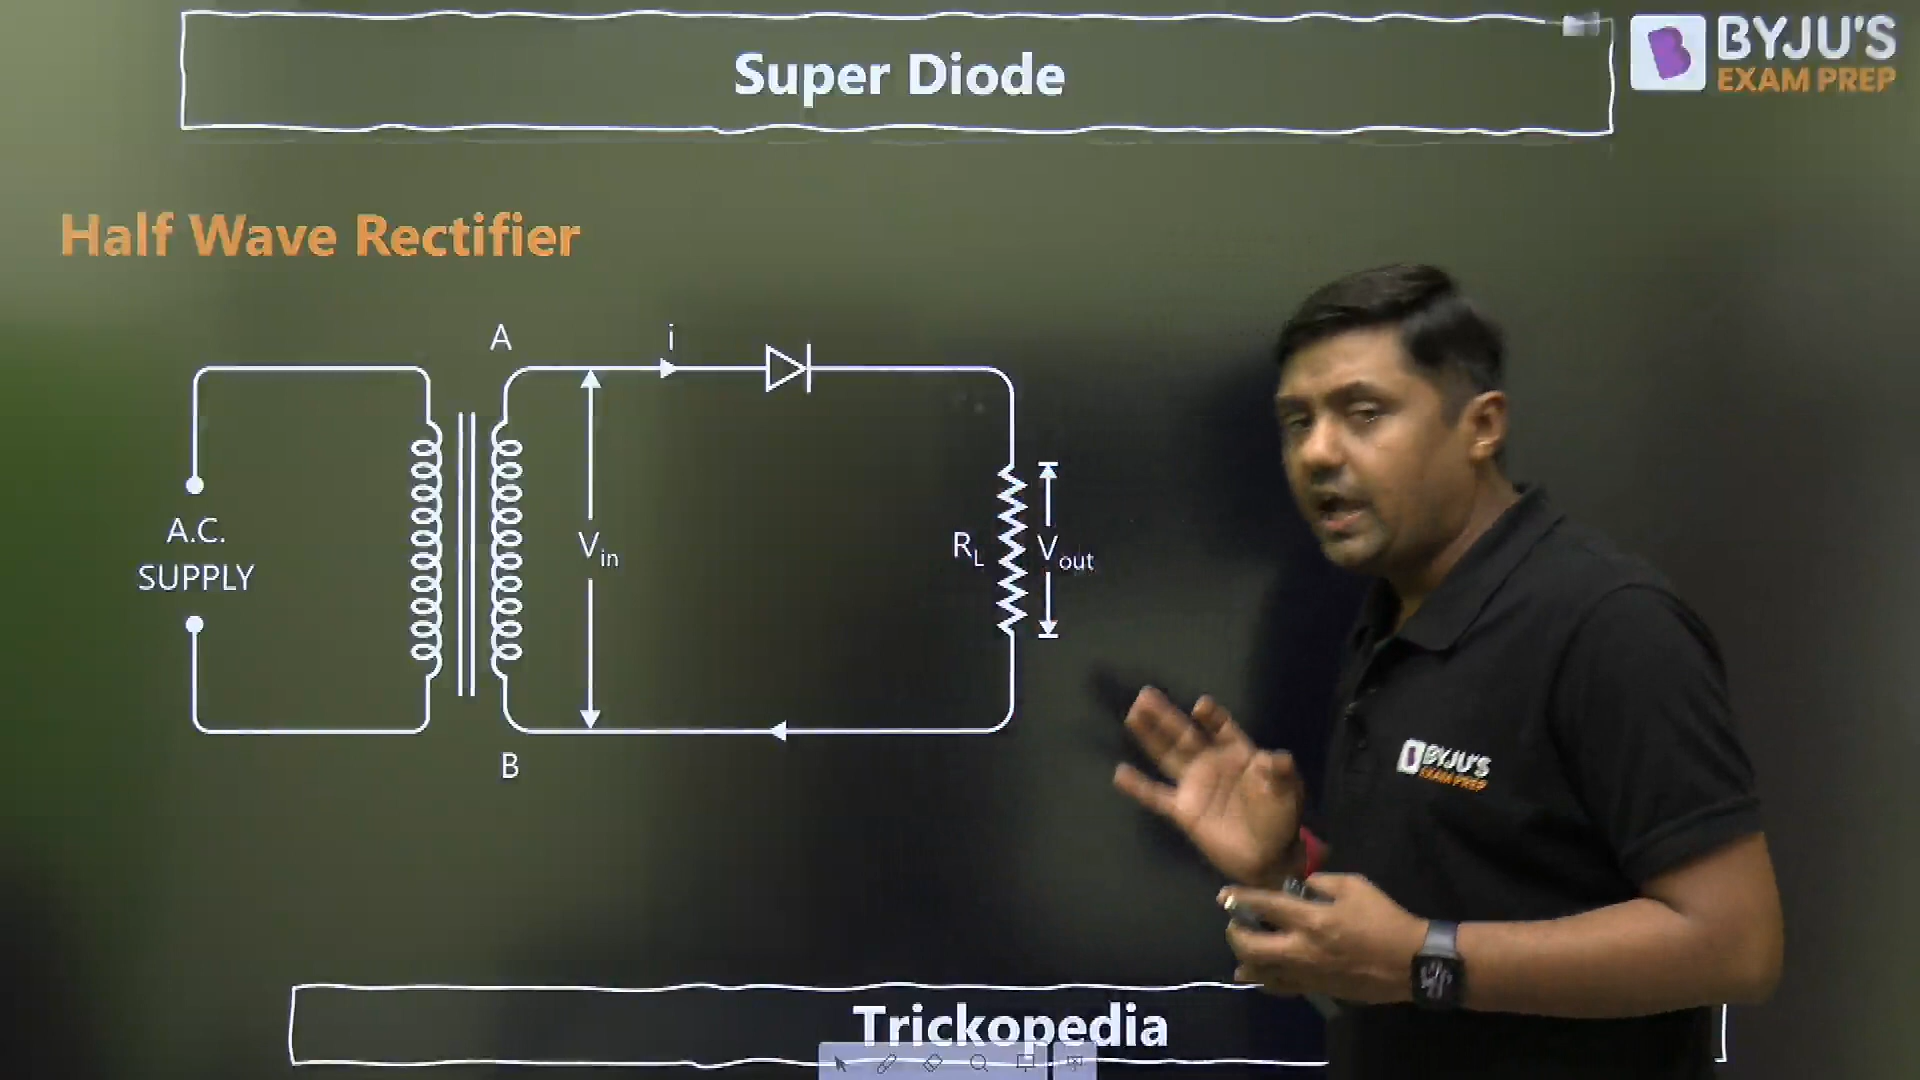 Super Diode
BYJU'S
EXAM PREP
Half Wave Rectifier
A
i
A.C.
SUPPLY
Vin
RL
Vout
B
BYJU'S
EXAM PREP
Trickopedia